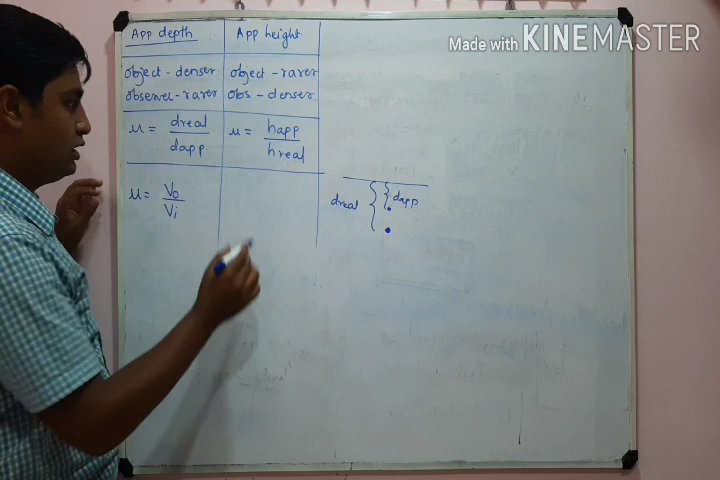 Made with KINEMASTER
App depth App height
object - denser object - rarer
observer - rarer obs - denser.
μ = dreal/dapp μ = happ/hreal
μ = Vo/Vi
dreal dapp